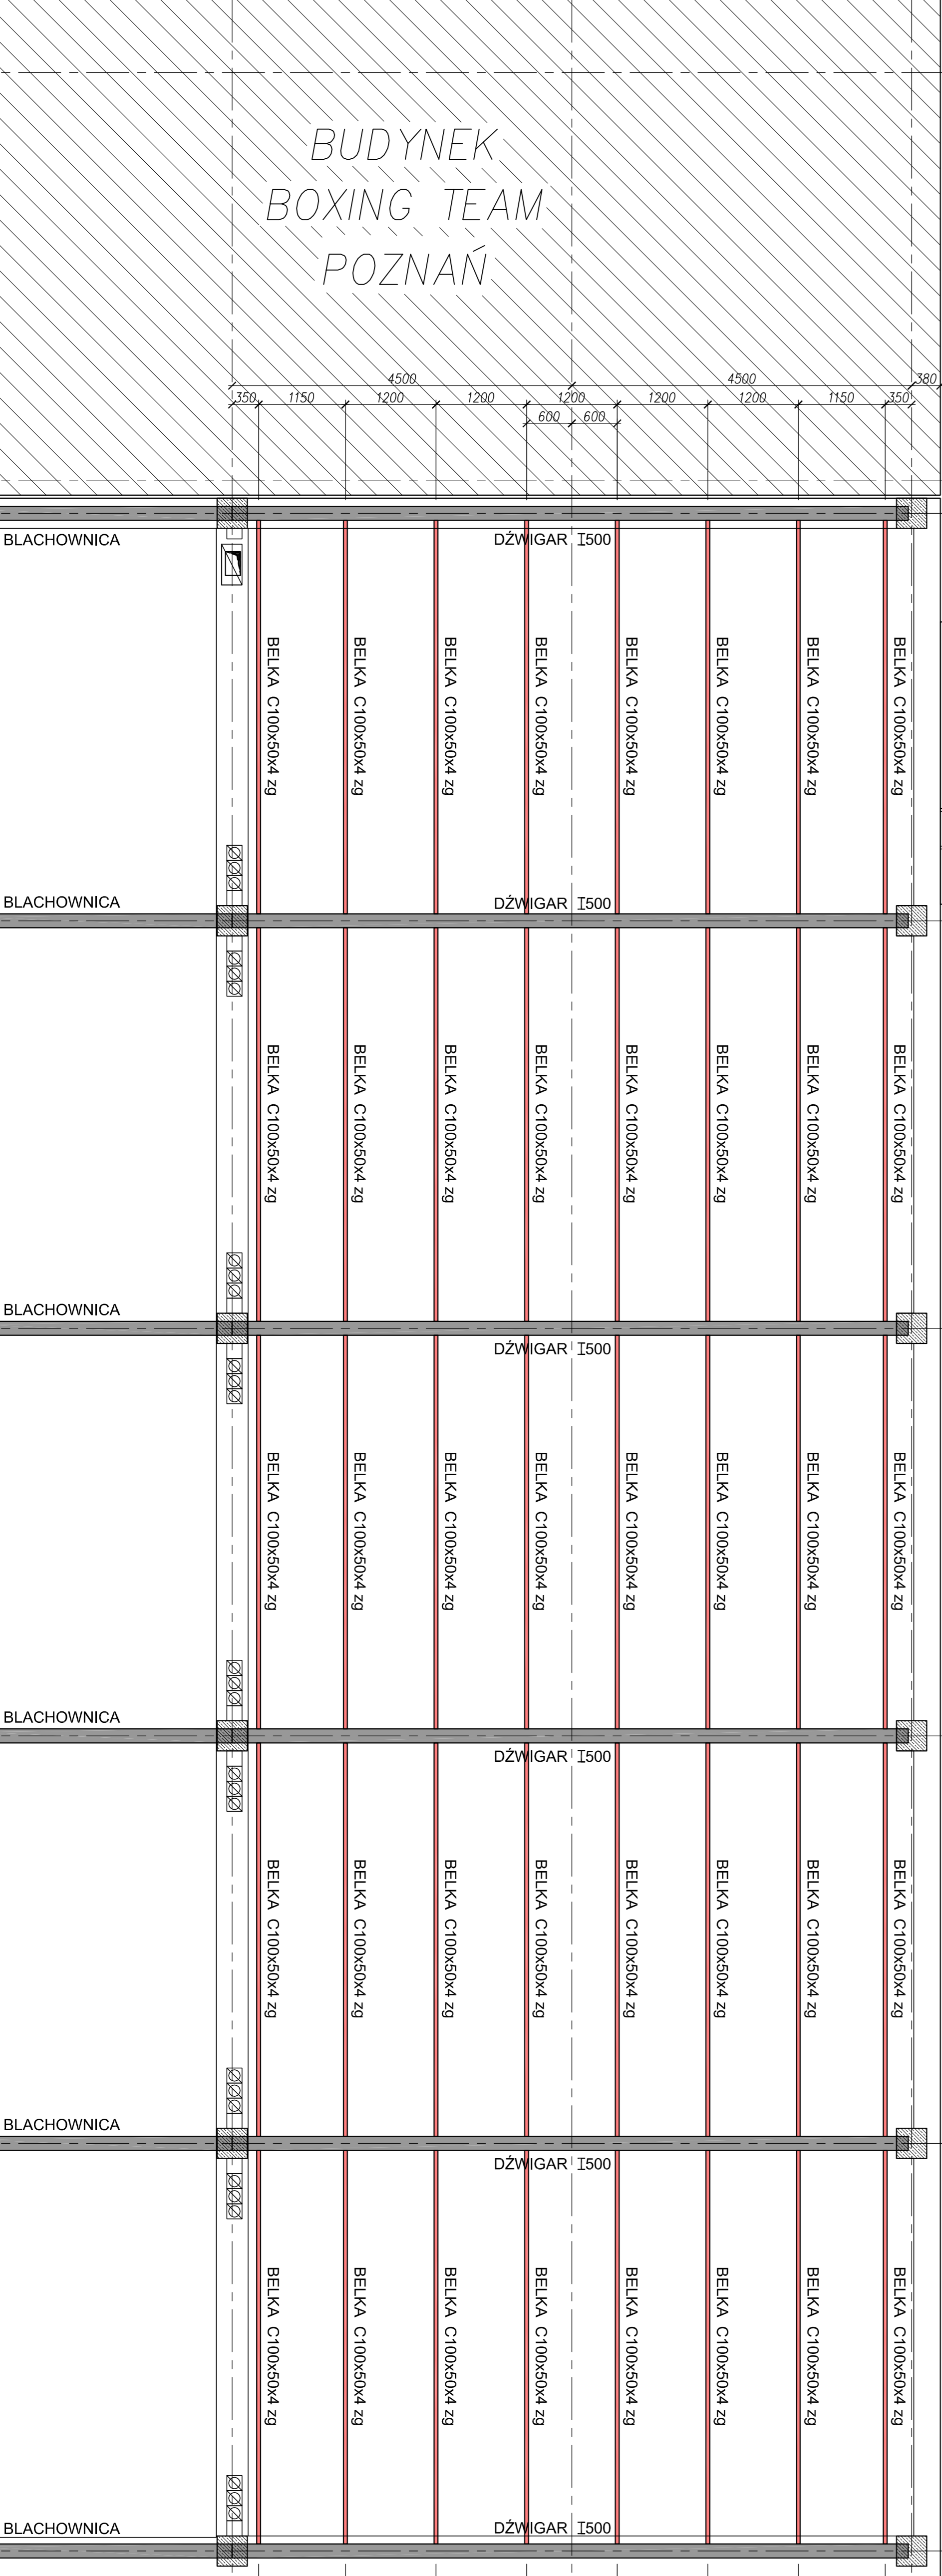 BUDYNEK
BOXING TEAM
POZNAŃ
4500 4500 380
350 1150 1200 1200 1200 1200 1200 1150 350
600 600
BLACHOWNICA DŹWIGAR I500
BELKA C100x50x4 zg
BELKA C100x50x4 zg
BELKA C100x50x4 zg
BELKA C100x50x4 zg
BELKA C100x50x4 zg
BELKA C100x50x4 zg
BELKA C100x50x4 zg
BELKA C100x50x4 zg
BLACHOWNICA DŹWIGAR I500
BELKA C100x50x4 zg
BELKA C100x50x4 zg
BELKA C100x50x4 zg
BELKA C100x50x4 zg
BELKA C100x50x4 zg
BELKA C100x50x4 zg
BELKA C100x50x4 zg
BELKA C100x50x4 zg
BLACHOWNICA
DŹWIGAR I500
BELKA C100x50x4 zg
BELKA C100x50x4 zg
BELKA C100x50x4 zg
BELKA C100x50x4 zg
BELKA C100x50x4 zg
BELKA C100x50x4 zg
BELKA C100x50x4 zg
BELKA C100x50x4 zg
BLACHOWNICA
DŹWIGAR I500
BELKA C100x50x4 zg
BELKA C100x50x4 zg
BELKA C100x50x4 zg
BELKA C100x50x4 zg
BELKA C100x50x4 zg
BELKA C100x50x4 zg
BELKA C100x50x4 zg
BELKA C100x50x4 zg
BLACHOWNICA
DŹWIGAR I500
BELKA C100x50x4 zg
BELKA C100x50x4 zg
BELKA C100x50x4 zg
BELKA C100x50x4 zg
BELKA C100x50x4 zg
BELKA C100x50x4 zg
BELKA C100x50x4 zg
BELKA C100x50x4 zg
BLACHOWNICA DŹWIGAR I500